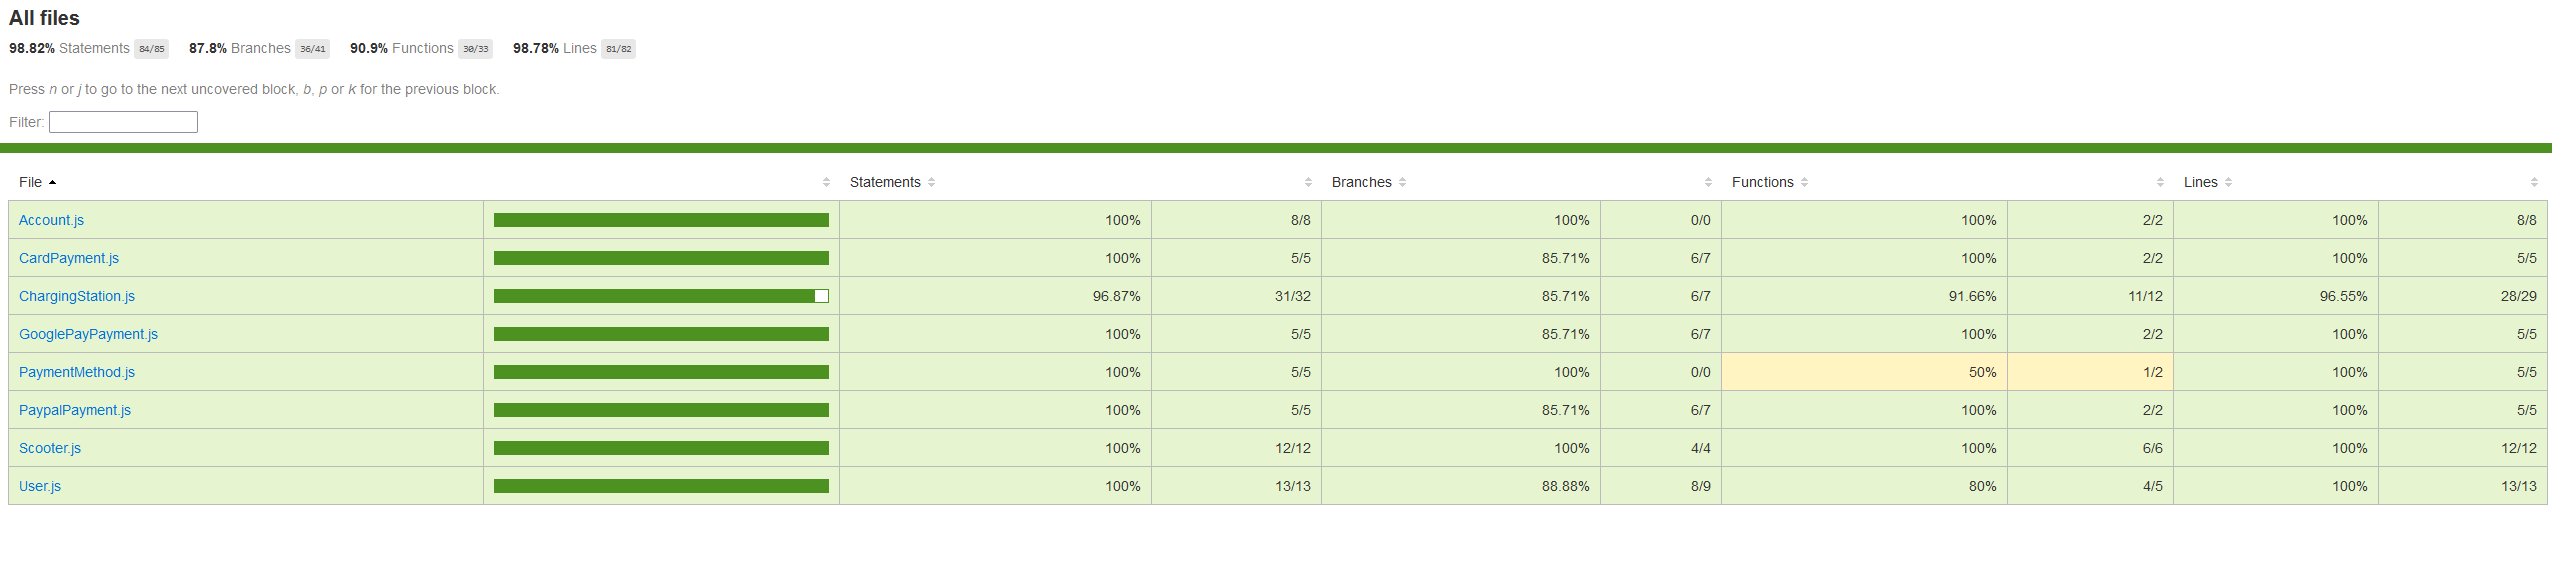 All files
98.82% Statements 84/85 87.8% Branches 36/41 90.9% Functions 30/33 98.78% Lines 81/82
Press n or j to go to the next uncovered block, b, p or k for the previous block.
Filter:
File Statements Branches Functions Lines
Account.js 100% 8/8 100% 0/0 100% 2/2 100% 8/8
CardPayment.js 100% 5/5 85.71% 6/7 100% 2/2 100% 5/5
ChargingStation.js 96.87% 31/32 85.71% 6/7 91.66% 11/12 96.55% 28/29
GooglePayPayment.js 100% 5/5 85.71% 6/7 100% 2/2 100% 5/5
PaymentMethod.js 100% 5/5 100% 0/0 50% 1/2 100% 5/5
PaypalPayment.js 100% 5/5 85.71% 6/7 100% 2/2 100% 5/5
Scooter.js 100% 12/12 100% 4/4 100% 6/6 100% 12/12
User.js 100% 13/13 88.88% 8/9 80% 4/5 100% 13/13